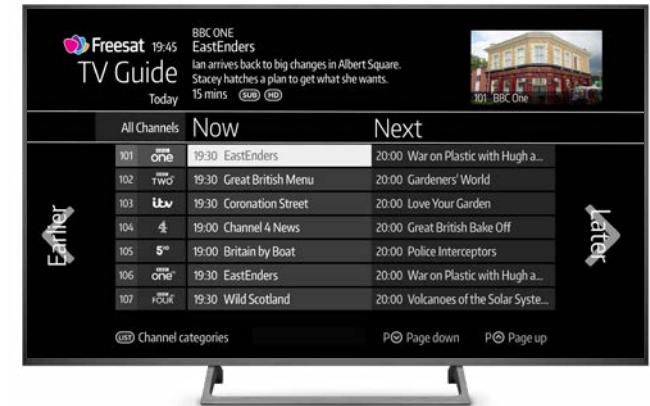 Freesat 19:45
TV Guide
Today
BBC ONE
EastEnders
Ian arrives back to big changes in Albert Square.
Stacey hatches a plan to get what she wants.
15 mins SUB HD
101 BBC One
All Channels Now Next
101 BBC one 19:30 EastEnders 20:00 War on Plastic with Hugh a...
102 BBC TWO 19:30 Great British Menu 20:00 Gardeners' World
103 itv 19:30 Coronation Street 20:00 Love Your Garden
104 4 19:00 Channel 4 News 20:00 Great British Bake Off
105 5 19:00 Britain by Boat 20:00 Police Interceptors
106 BBC one 19:30 EastEnders 20:00 War on Plastic with Hugh a...
107 BBC FOUR 19:30 Wild Scotland 20:00 Volcanoes of the Solar Syste...
Earlier
Later
LIST Channel categories P Page down P Page up